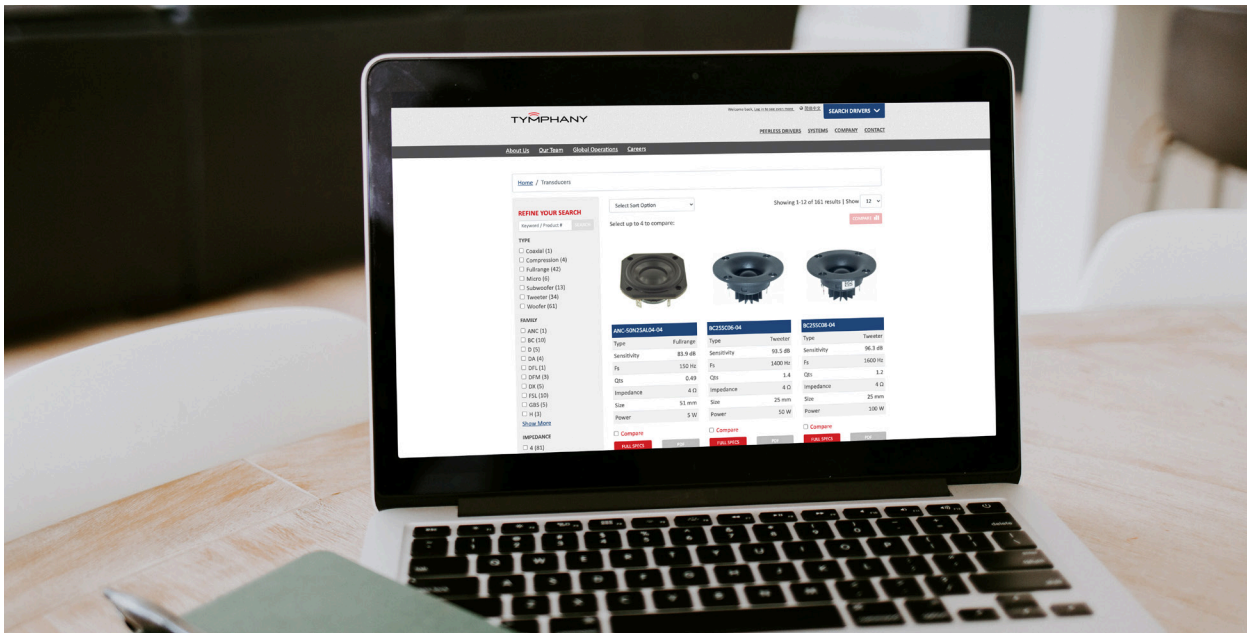 TYMPHANY
SEARCH DRIVERS
PEERLESS DRIVERS SYSTEMS COMPANY CONTACT
About Us Our Team Global Operations Careers
Home / Transducers
REFINE YOUR SEARCH
Keyword / Product #
TYPE
Coaxial (1)
Compression (4)
Fullrange (42)
Micro (6)
Subwoofer (13)
Tweeter (34)
Woofer (61)
FAMILY
ANC (1)
BC (10)
D (5)
DA (4)
DFL (1)
DFM (3)
DX (5)
FSL (10)
GBS (5)
H (3)
Show More
IMPEDANCE
4 (81)
Select Sort Option
Showing 1-12 of 161 results | Show 12
Select up to 4 to compare:
COMPARE
ANC-50N25AL04-04
Type Fullrange
Sensitivity 83.9 dB
Fs 150 Hz
Qts 0.49
Impedance 4 Ω
Size 51 mm
Power 5 W
Compare
FULL SPECS PDF
BC25SC06-04
Type Tweeter
Sensitivity 93.5 dB
Fs 1400 Hz
Qts 1.4
Impedance 4 Ω
Size 25 mm
Power 50 W
Compare
FULL SPECS PDF
BC25SC08-04
Type Tweeter
Sensitivity 96.3 dB
Fs 1600 Hz
Qts 1.2
Impedance 4 Ω
Size 25 mm
Power 100 W
Compare
FULL SPECS PDF
delete